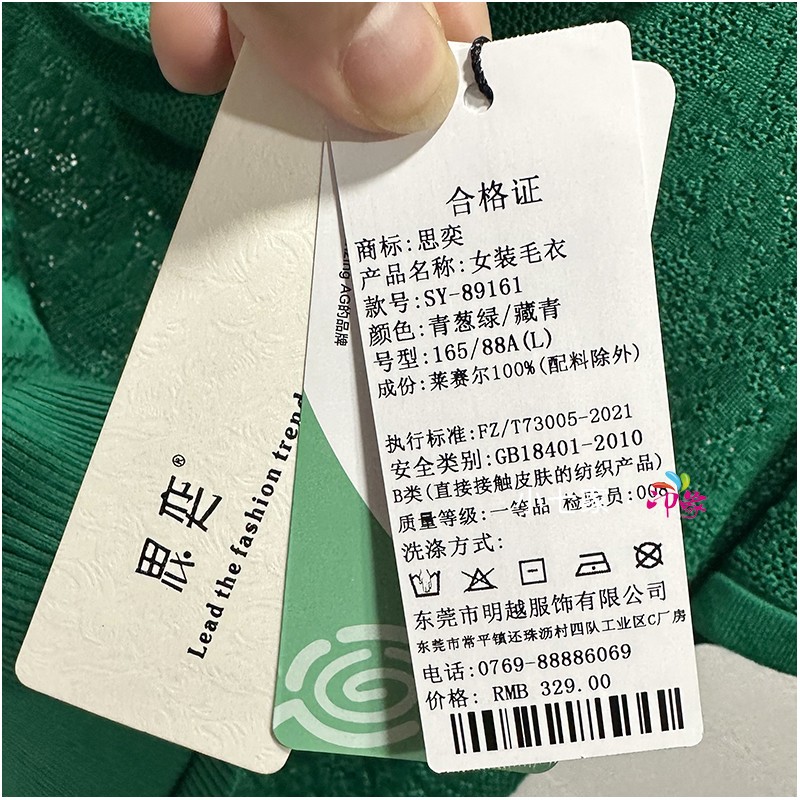 合格证
商标:思奕
产品名称:女装毛衣
款号:SY-89161
颜色:青葱绿/藏青
号型:165/88A(L)
成份:莱赛尔100%(配料除外)
执行标准:FZ/T73005-2021
安全类别:GB18401-2010
B类(直接接触皮肤的纺织产品)
质量等级:一等品 检验员:008
洗涤方式:
东莞市明越服饰有限公司
东莞市常平镇还珠沥村四队工业区C厂房
电话:0769-88886069
价格: RMB 329.00
AG的品牌
思奕®
Lead the fashion trend
印象